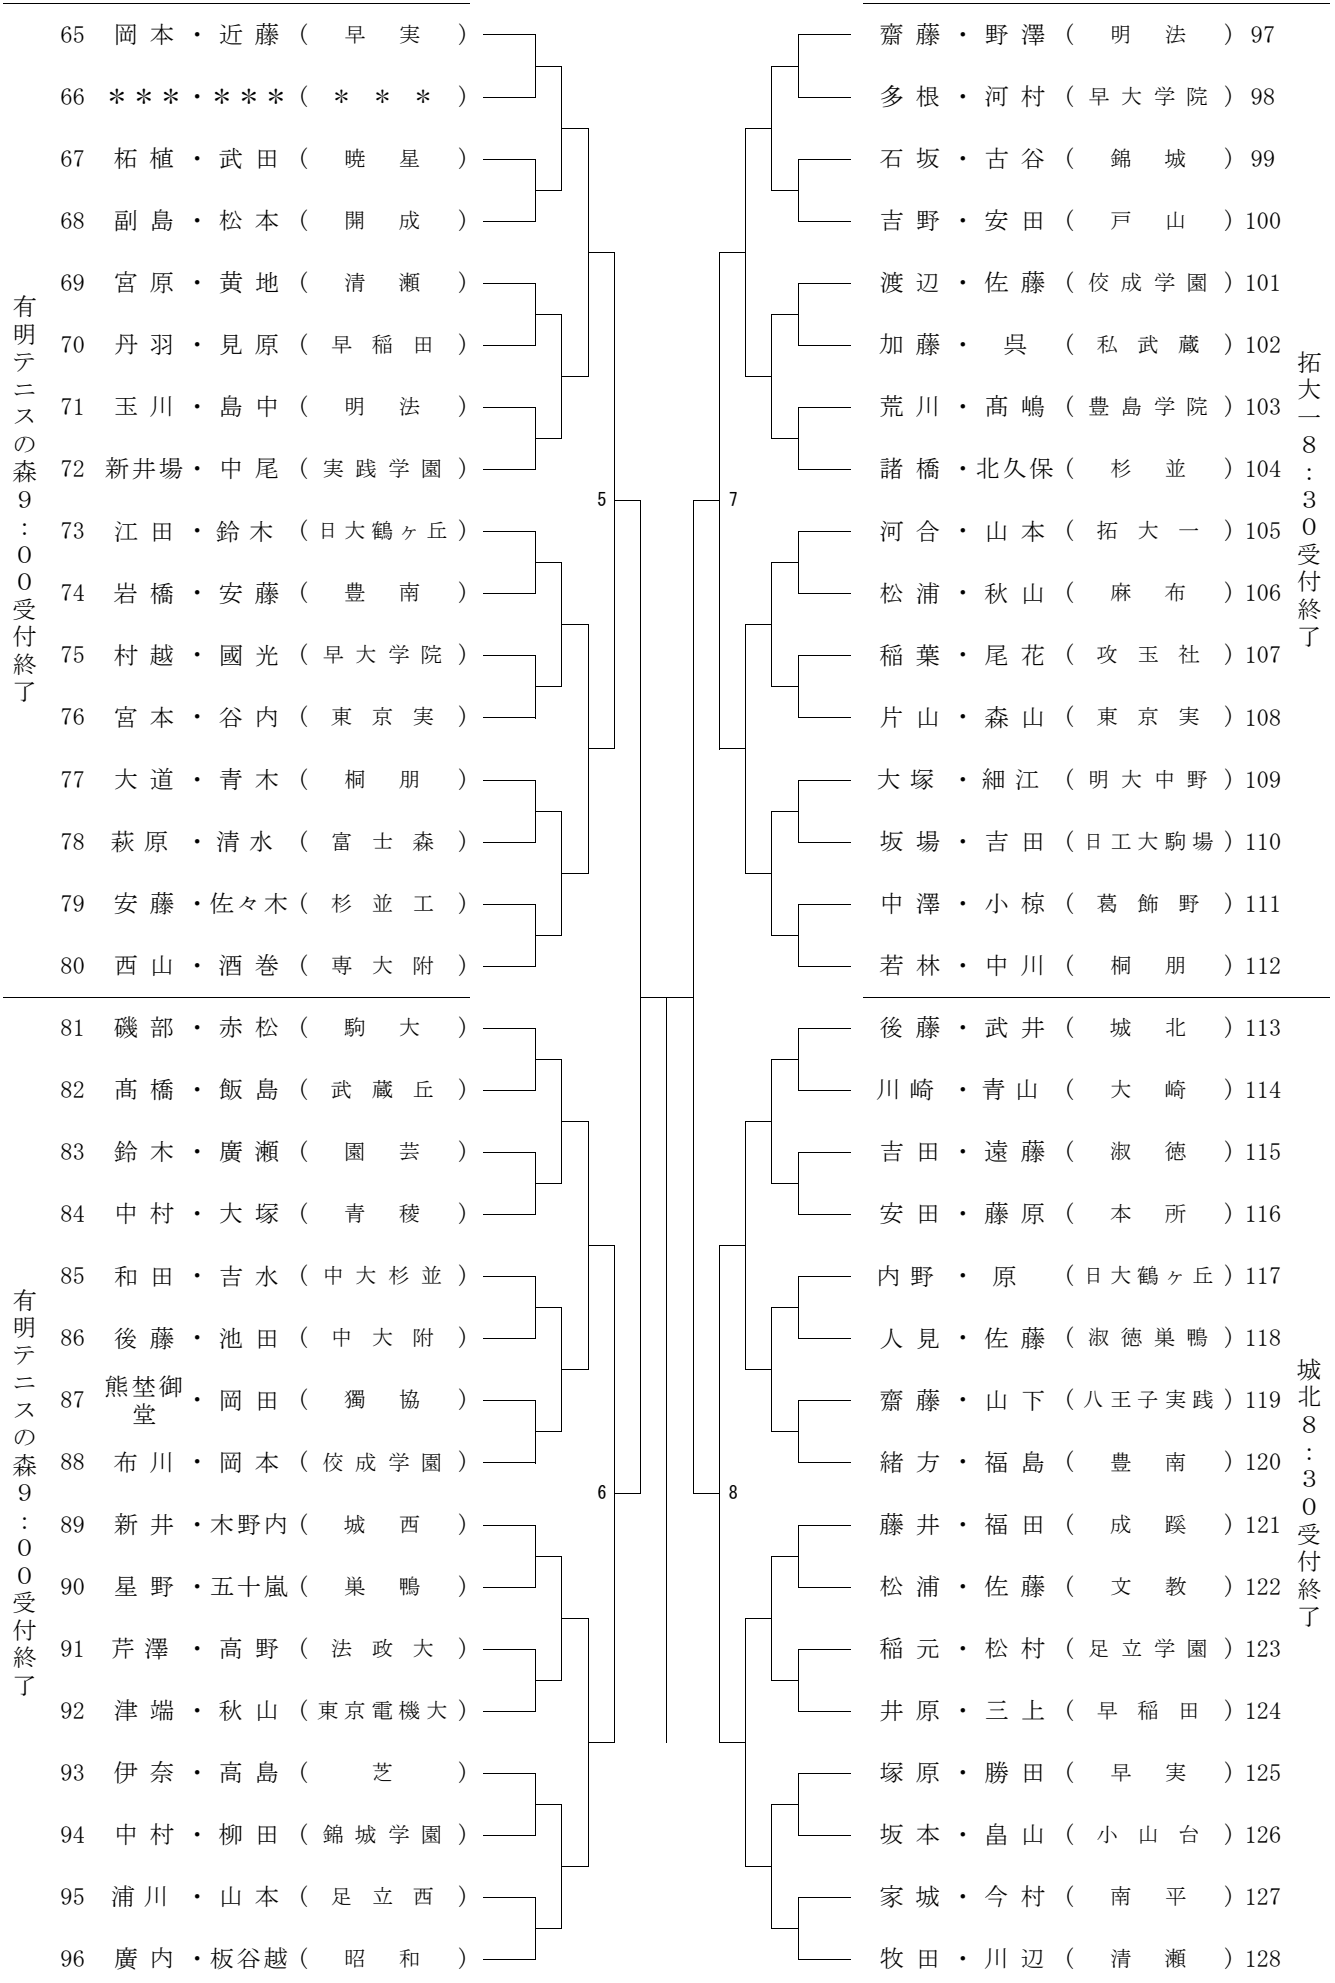 有明テニスの森9:00受付終了
65 岡本・近藤(早実)
66 ***・***(***)
67 柘植・武田(暁星)
68 副島・松本(開成)
69 宮原・黄地(清瀬)
70 丹羽・見原(早稲田)
71 玉川・島中(明法)
72 新井場・中尾(実践学園)
73 江田・鈴木(日大鶴ヶ丘)
74 岩橋・安藤(豊南)
75 村越・國光(早大学院)
76 宮本・谷内(東京実)
77 大道・青木(桐朋)
78 萩原・清水(富士森)
79 安藤・佐々木(杉並工)
80 西山・酒巻(専大附)
5
有明テニスの森9:00受付終了
81 磯部・赤松(駒大)
82 髙橋・飯島(武蔵丘)
83 鈴木・廣瀬(園芸)
84 中村・大塚(青稜)
85 和田・吉水(中大杉並)
86 後藤・池田(中大附)
87 熊埜御堂・岡田(獨協)
88 布川・岡本(佼成学園)
89 新井・木野内(城西)
90 星野・五十嵐(巣鴨)
91 芹澤・高野(法政大)
92 津端・秋山(東京電機大)
93 伊奈・高島(芝)
94 中村・柳田(錦城学園)
95 浦川・山本(足立西)
96 廣内・板谷越(昭和)
6
齋藤・野澤(明法)97
多根・河村(早大学院)98
石坂・古谷(錦城)99
吉野・安田(戸山)100
渡辺・佐藤(佼成学園)101
加藤・呉(私武蔵)102
荒川・髙嶋(豊島学院)103
諸橋・北久保(杉並)104
河合・山本(拓大一)105
松浦・秋山(麻布)106
稲葉・尾花(攻玉社)107
片山・森山(東京実)108
大塚・細江(明大中野)109
坂場・吉田(日工大駒場)110
中澤・小椋(葛飾野)111
若林・中川(桐朋)112
7
拓大一8:30受付終了
後藤・武井(城北)113
川崎・青山(大崎)114
吉田・遠藤(淑徳)115
安田・藤原(本所)116
内野・原(日大鶴ヶ丘)117
人見・佐藤(淑徳巣鴨)118
齋藤・山下(八王子実践)119
緒方・福島(豊南)120
藤井・福田(成蹊)121
松浦・佐藤(文教)122
稲元・松村(足立学園)123
井原・三上(早稲田)124
塚原・勝田(早実)125
坂本・畠山(小山台)126
家城・今村(南平)127
牧田・川辺(清瀬)128
8
城北8:30受付終了